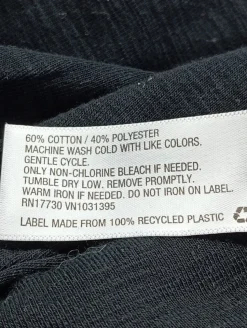 60% COTTON / 40% POLYESTER
MACHINE WASH COLD WITH LIKE COLORS.
GENTLE CYCLE.
ONLY NON-CHLORINE BLEACH IF NEEDED.
TUMBLE DRY LOW. REMOVE PROMPTLY.
WARM IRON IF NEEDED. DO NOT IRON ON LABEL.
RN17730 VN1031395
LABEL MADE FROM 100% RECYCLED PLASTIC